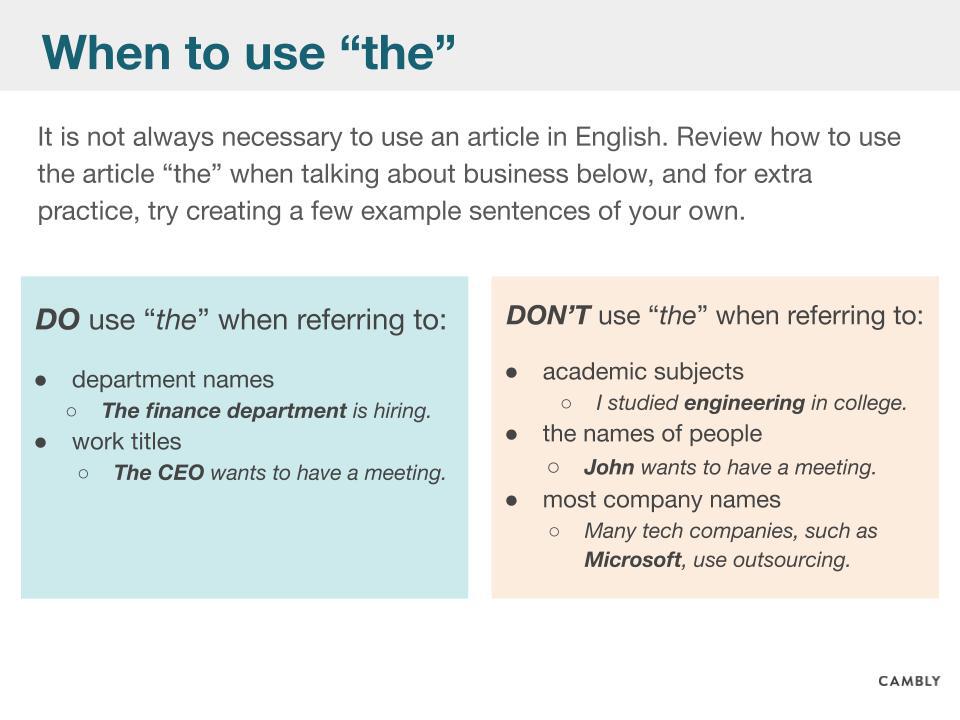 When to use “the”
It is not always necessary to use an article in English. Review how to use
the article “the” when talking about business below, and for extra
practice, try creating a few example sentences of your own.
DO use “the” when referring to:
● department names
○ The finance department is hiring.
● work titles
○ The CEO wants to have a meeting.
DON’T use “the” when referring to:
● academic subjects
○ I studied engineering in college.
● the names of people
○ John wants to have a meeting.
● most company names
○ Many tech companies, such as
Microsoft, use outsourcing.
CAMBLY